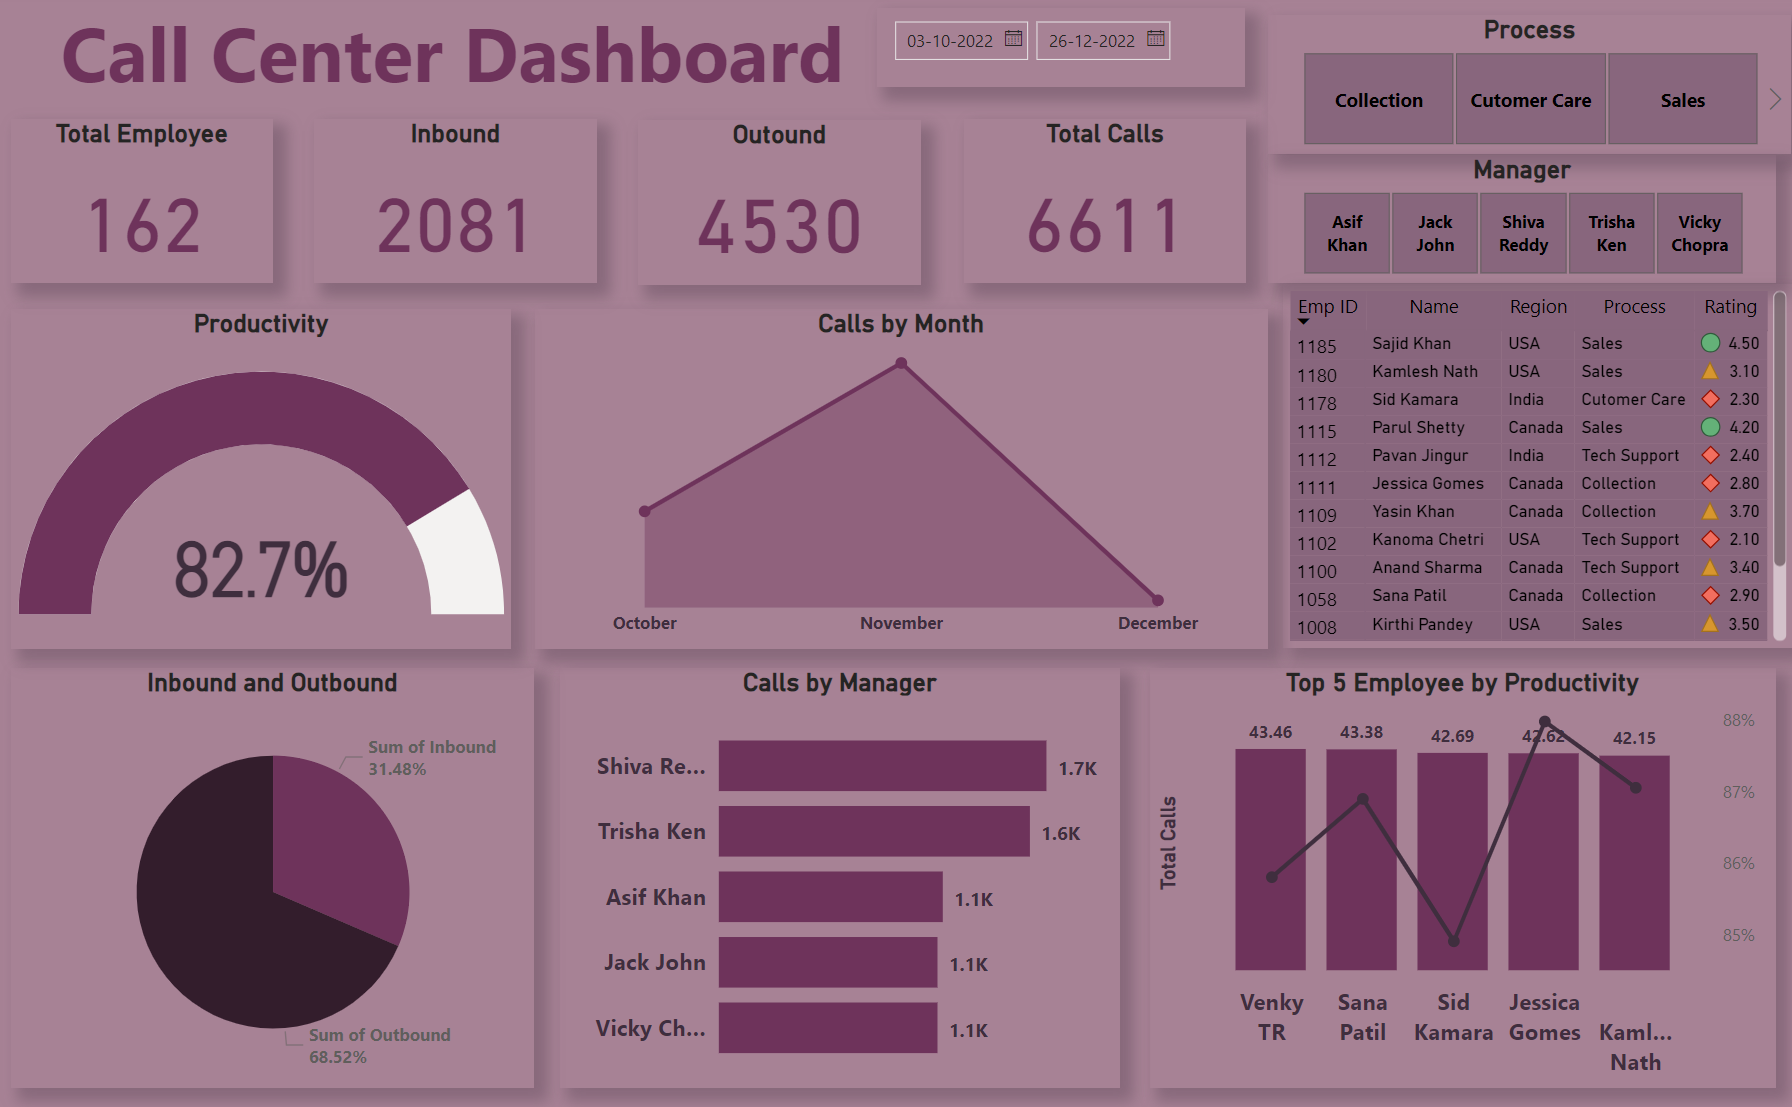 Call Center Dashboard
03-10-2022 26-12-2022
Process
Collection Cutomer Care Sales
Total Employee
162
Inbound
2081
Outound
4530
Total Calls
6611
Manager
Asif Khan
Jack John
Shiva Reddy
Trisha Ken
Vicky Chopra
Productivity
82.7%
Calls by Month
October November December
Emp ID Name Region Process Rating
1185 Sajid Khan USA Sales 4.50
1180 Kamlesh Nath USA Sales 3.10
1178 Sid Kamara India Cutomer Care 2.30
1115 Parul Shetty Canada Sales 4.20
1112 Pavan Jingur India Tech Support 2.40
1111 Jessica Gomes Canada Collection 2.80
1109 Yasin Khan Canada Collection 3.70
1102 Kanoma Chetri USA Tech Support 2.10
1100 Anand Sharma Canada Tech Support 3.40
1058 Sana Patil Canada Collection 2.90
1008 Kirthi Pandey USA Sales 3.50
Inbound and Outbound
Sum of Inbound
31.48%
Sum of Outbound
68.52%
Calls by Manager
Shiva Re... 1.7K
Trisha Ken 1.6K
Asif Khan 1.1K
Jack John 1.1K
Vicky Ch... 1.1K
Top 5 Employee by Productivity
Total Calls
43.46 43.38 42.69 42.62 42.15
88%
87%
86%
85%
Venky TR
Sana Patil
Sid Kamara
Jessica Gomes
Kaml... Nath